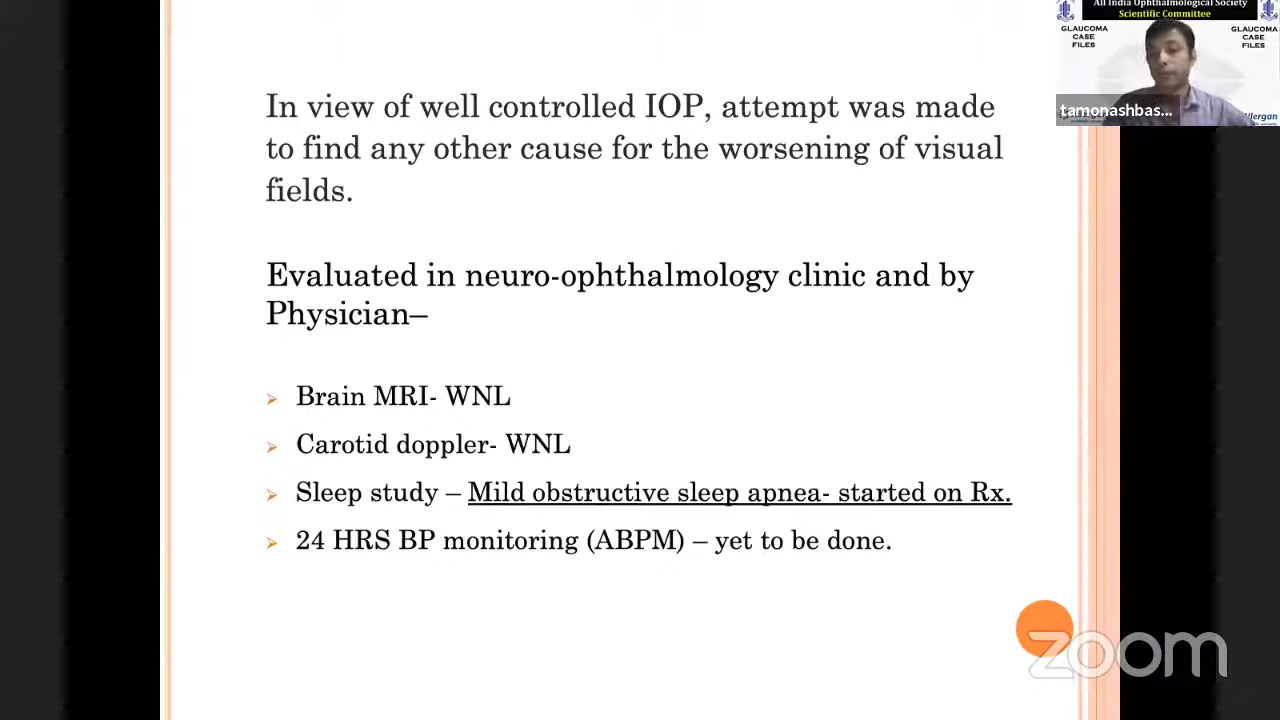 In view of well controlled IOP, attempt was made
to find any other cause for the worsening of visual
fields.
Evaluated in neuro-ophthalmology clinic and by
Physician–
Brain MRI- WNL
Carotid doppler- WNL
Sleep study – Mild obstructive sleep apnea- started on Rx.
24 HRS BP monitoring (ABPM) – yet to be done.
All India Ophthalmological Society
Scientific Committee
GLAUCOMA
CASE
FILES
GLAUCOMA
CASE
FILES
tamonashbas...
zoom